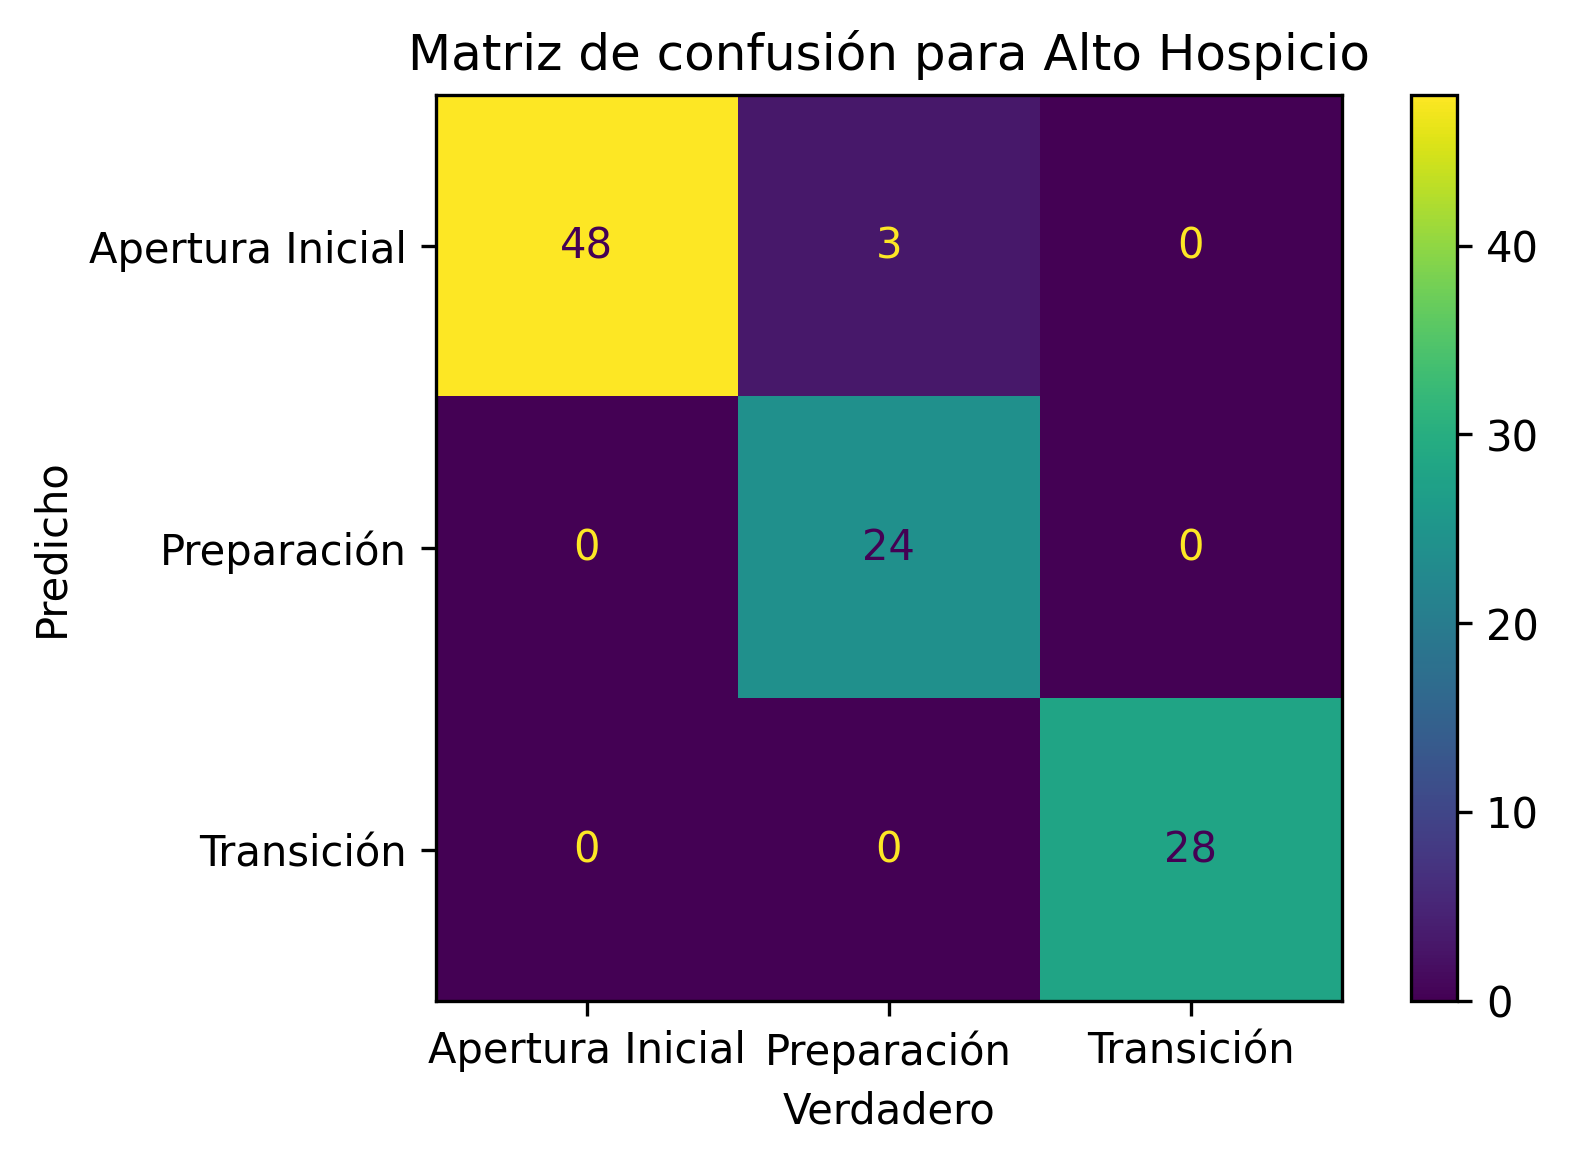 Matriz de confusión para Alto Hospicio
Predicho
Apertura Inicial
48
3
0
Preparación
0
24
0
Transición
0
0
28
Apertura Inicial
Preparación
Transición
Verdadero
40
30
20
10
0